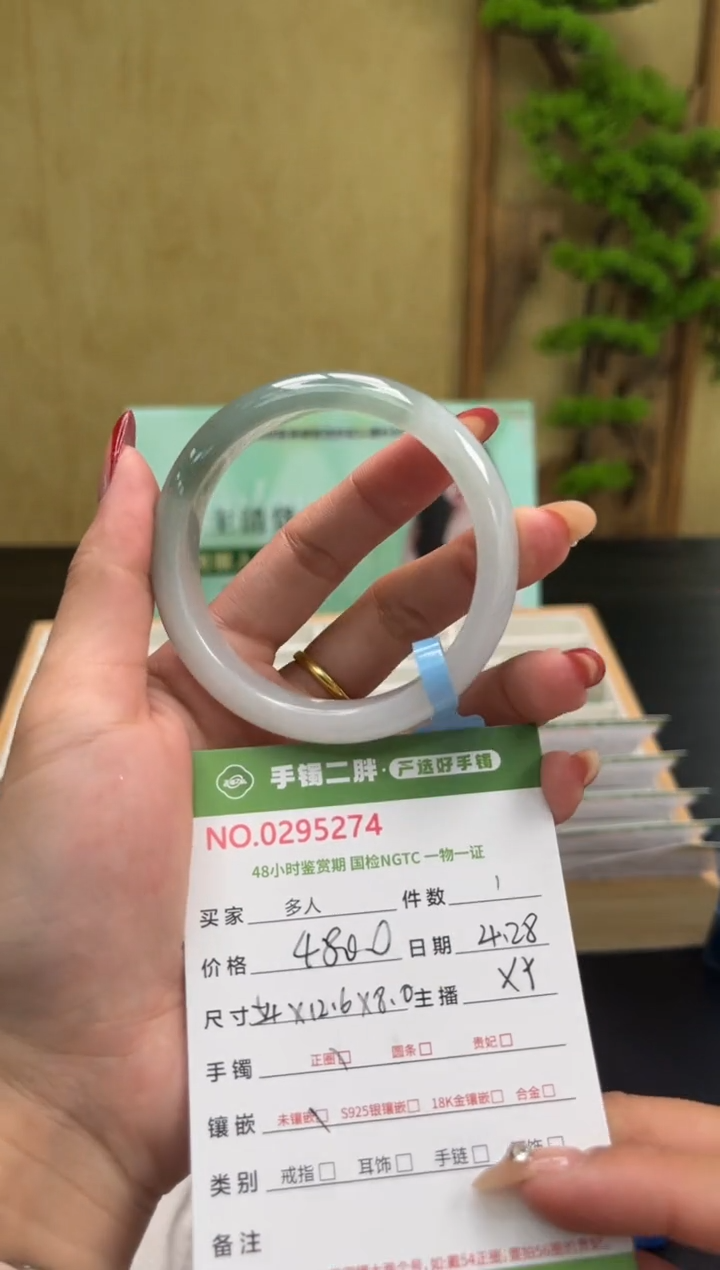 手镯二胖·严选好手镯
NO.0295274
48小时鉴赏期 国检NGTC 一物一证
买家 多人 件数 1
价格 4800 日期 4.28
尺寸 54×12.6×8.0 主播 XY
手镯 正圈 圆条 贵妃
镶嵌 未镶嵌 S925银镶嵌 18K金镶嵌 合金
类别 戒指 耳饰 手链
备注